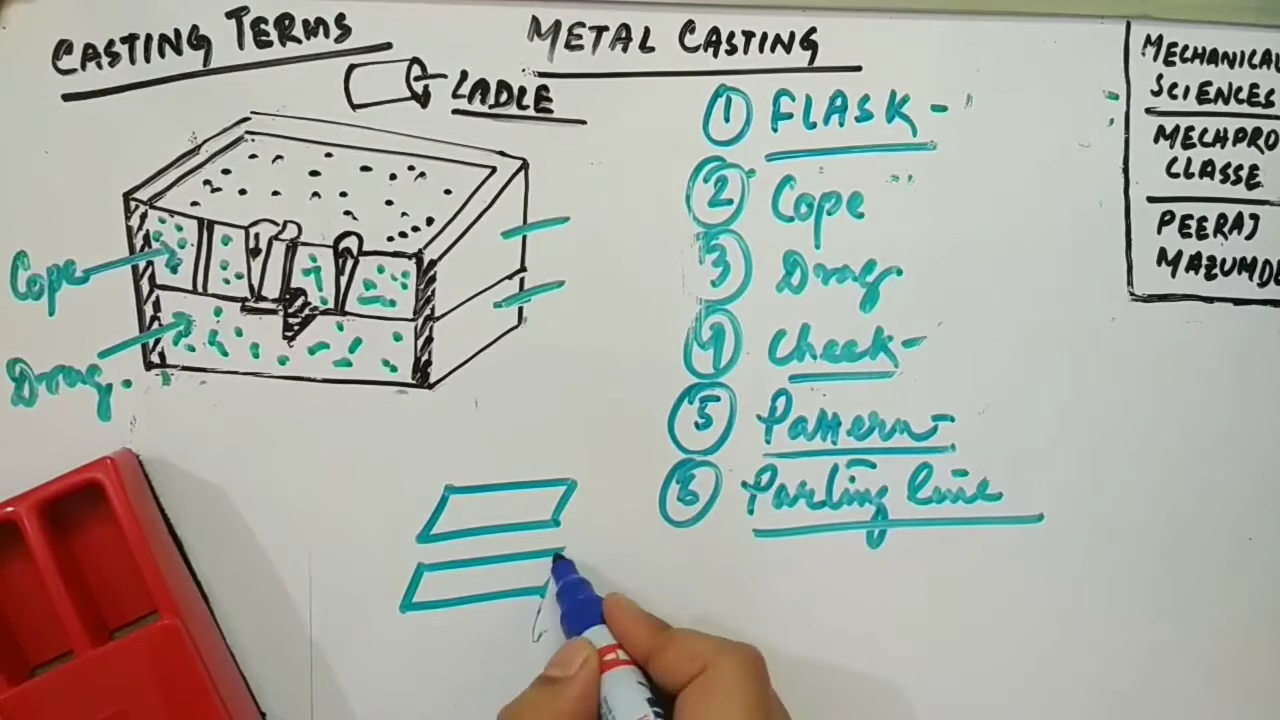 CASTING TERMS
METAL CASTING
LADLE
① FLASK-
② Cope
③ Drag
④ Cheek-
⑤ Pattern-
⑥ Parting line
Cope
Drag.
MECHANICAL
SCIENCES
MECHPRO
CLASSE
PEERAJ
MAZUMDE